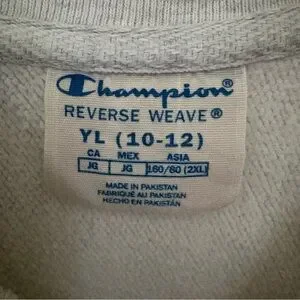 Champion®
REVERSE WEAVE®
YL (10-12)
CA MEX ASIA
JG JG 160/80 (2XL)
MADE IN PAKISTAN
FABRIQUÉ AU PAKISTAN
HECHO EN PAKISTÁN